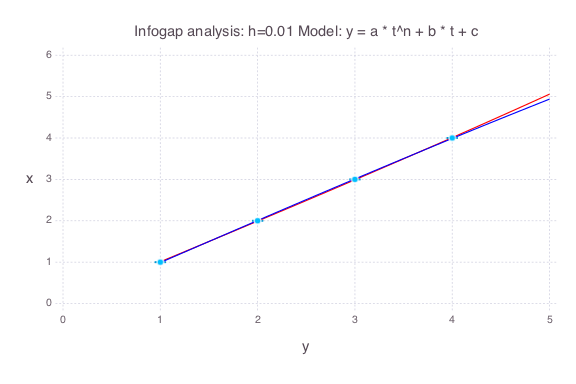 Infogap analysis: h=0.01 Model: y = a * t^n + b * t + c
6
5
4
3
2
1
0
x
0 1 2 3 4 5
y